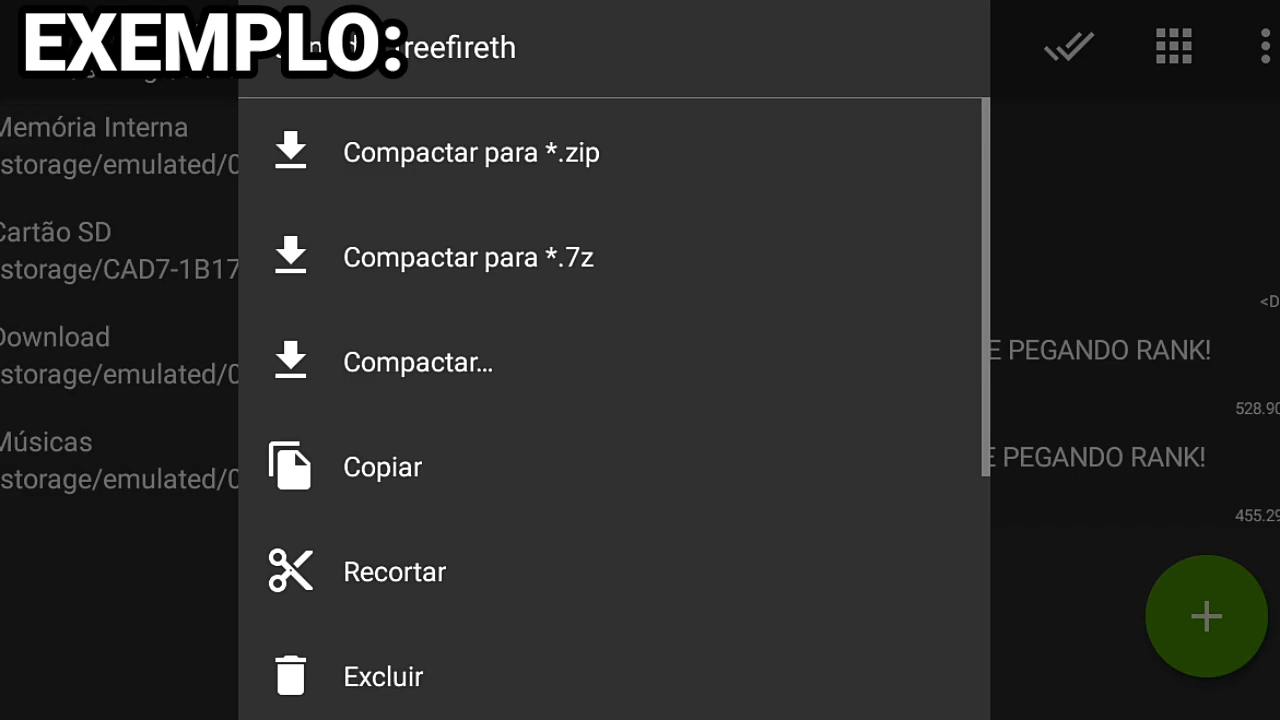 EXEMPLO:
reefireth
Memória Interna
storage/emulated/0
Cartão SD
storage/CAD7-1B17
Download
storage/emulated/0
Músicas
storage/emulated/0
Compactar para *.zip
Compactar para *.7z
Compactar...
Copiar
Recortar
Excluir
<D
E PEGANDO RANK!
528.90
E PEGANDO RANK!
455.29